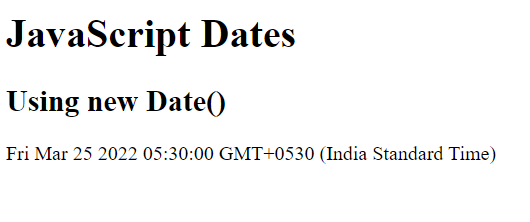 JavaScript Dates
Using new Date()
Fri Mar 25 2022 05:30:00 GMT+0530 (India Standard Time)